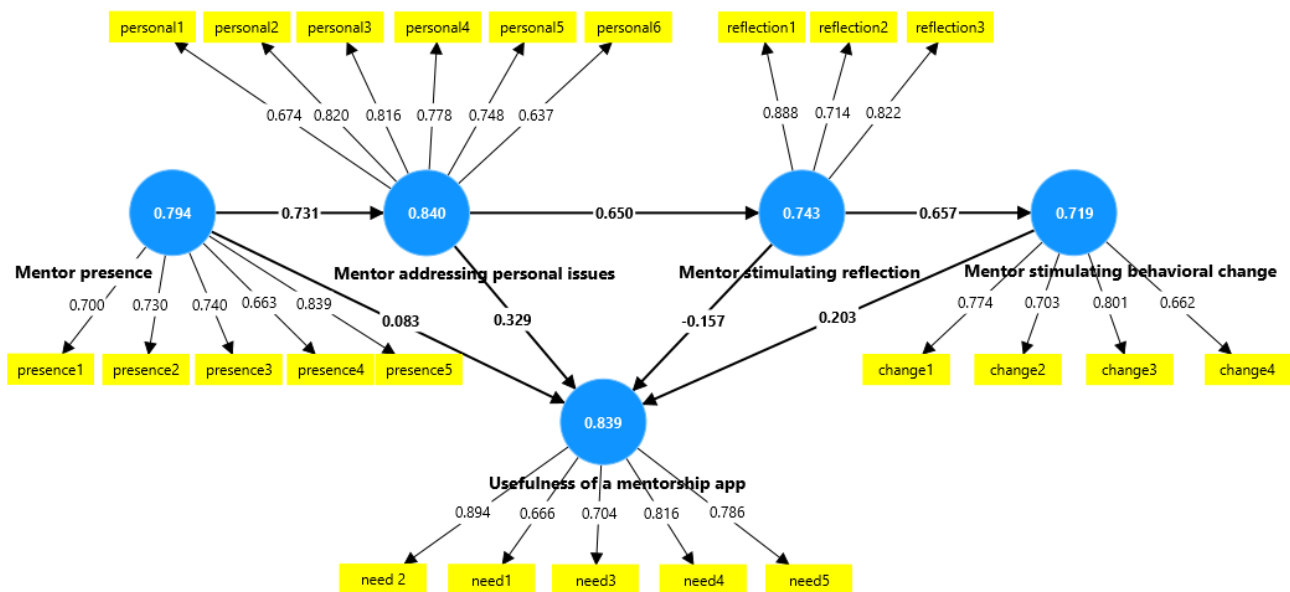 personal1 personal2 personal3 personal4 personal5 personal6 reflection1 reflection2 reflection3
0.674 0.820 0.816 0.778 0.748 0.637 0.888 0.714 0.822
0.794 0.731 0.840 0.650 0.743 0.657 0.719
Mentor presence Mentor addressing personal issues Mentor stimulating reflection Mentor stimulating behavioral change
0.700 0.730 0.740 0.663 0.839 0.774 0.703 0.801 0.662
0.083 0.329 -0.157 0.203
presence1 presence2 presence3 presence4 presence5 change1 change2 change3 change4
0.839
Usefulness of a mentorship app
0.894 0.666 0.704 0.816 0.786
need 2 need1 need3 need4 need5